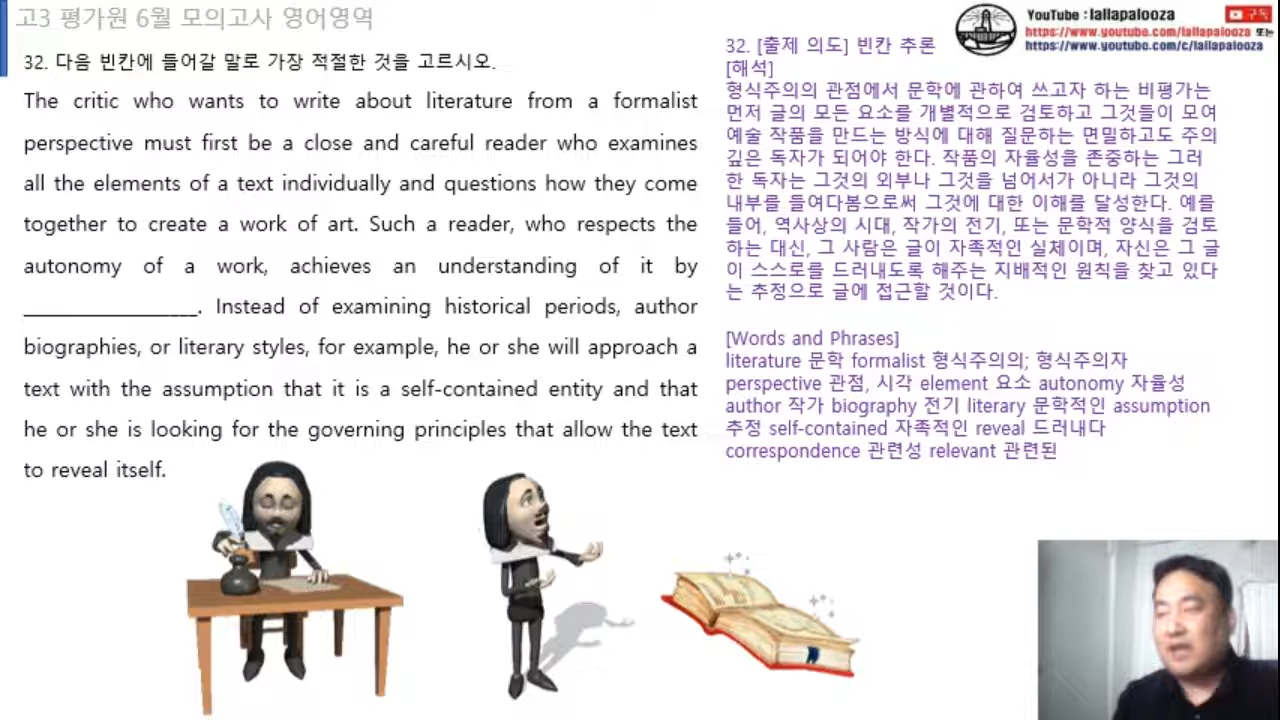 고3 평가원 6월 모의고사 영어영역
32. 다음 빈칸에 들어갈 말로 가장 적절한 것을 고르시오.
The critic who wants to write about literature from a formalist
perspective must first be a close and careful reader who examines
all the elements of a text individually and questions how they come
together to create a work of art. Such a reader, who respects the
autonomy of a work, achieves an understanding of it by
________________. Instead of examining historical periods, author
biographies, or literary styles, for example, he or she will approach a
text with the assumption that it is a self-contained entity and that
he or she is looking for the governing principles that allow the text
to reveal itself.
YouTube : lallapalooza
구독
https://www.youtube.com/lallapalooza 또는
https://www.youtube.com/c/lallapalooza
32. [출제 의도] 빈칸 추론
[해석]
형식주의의 관점에서 문학에 관하여 쓰고자 하는 비평가는
먼저 글의 모든 요소를 개별적으로 검토하고 그것들이 모여
예술 작품을 만드는 방식에 대해 질문하는 면밀하고도 주의
깊은 독자가 되어야 한다. 작품의 자율성을 존중하는 그러
한 독자는 그것의 외부나 그것을 넘어서가 아니라 그것의
내부를 들여다봄으로써 그것에 대한 이해를 달성한다. 예를
들어, 역사상의 시대, 작가의 전기, 또는 문학적 양식을 검토
하는 대신, 그 사람은 글이 자족적인 실체이며, 자신은 그 글
이 스스로를 드러내도록 해주는 지배적인 원칙을 찾고 있다
는 추정으로 글에 접근할 것이다.
[Words and Phrases]
literature 문학 formalist 형식주의의; 형식주의자
perspective 관점, 시각 element 요소 autonomy 자율성
author 작가 biography 전기 literary 문학적인 assumption
추정 self-contained 자족적인 reveal 드러내다
correspondence 관련성 relevant 관련된